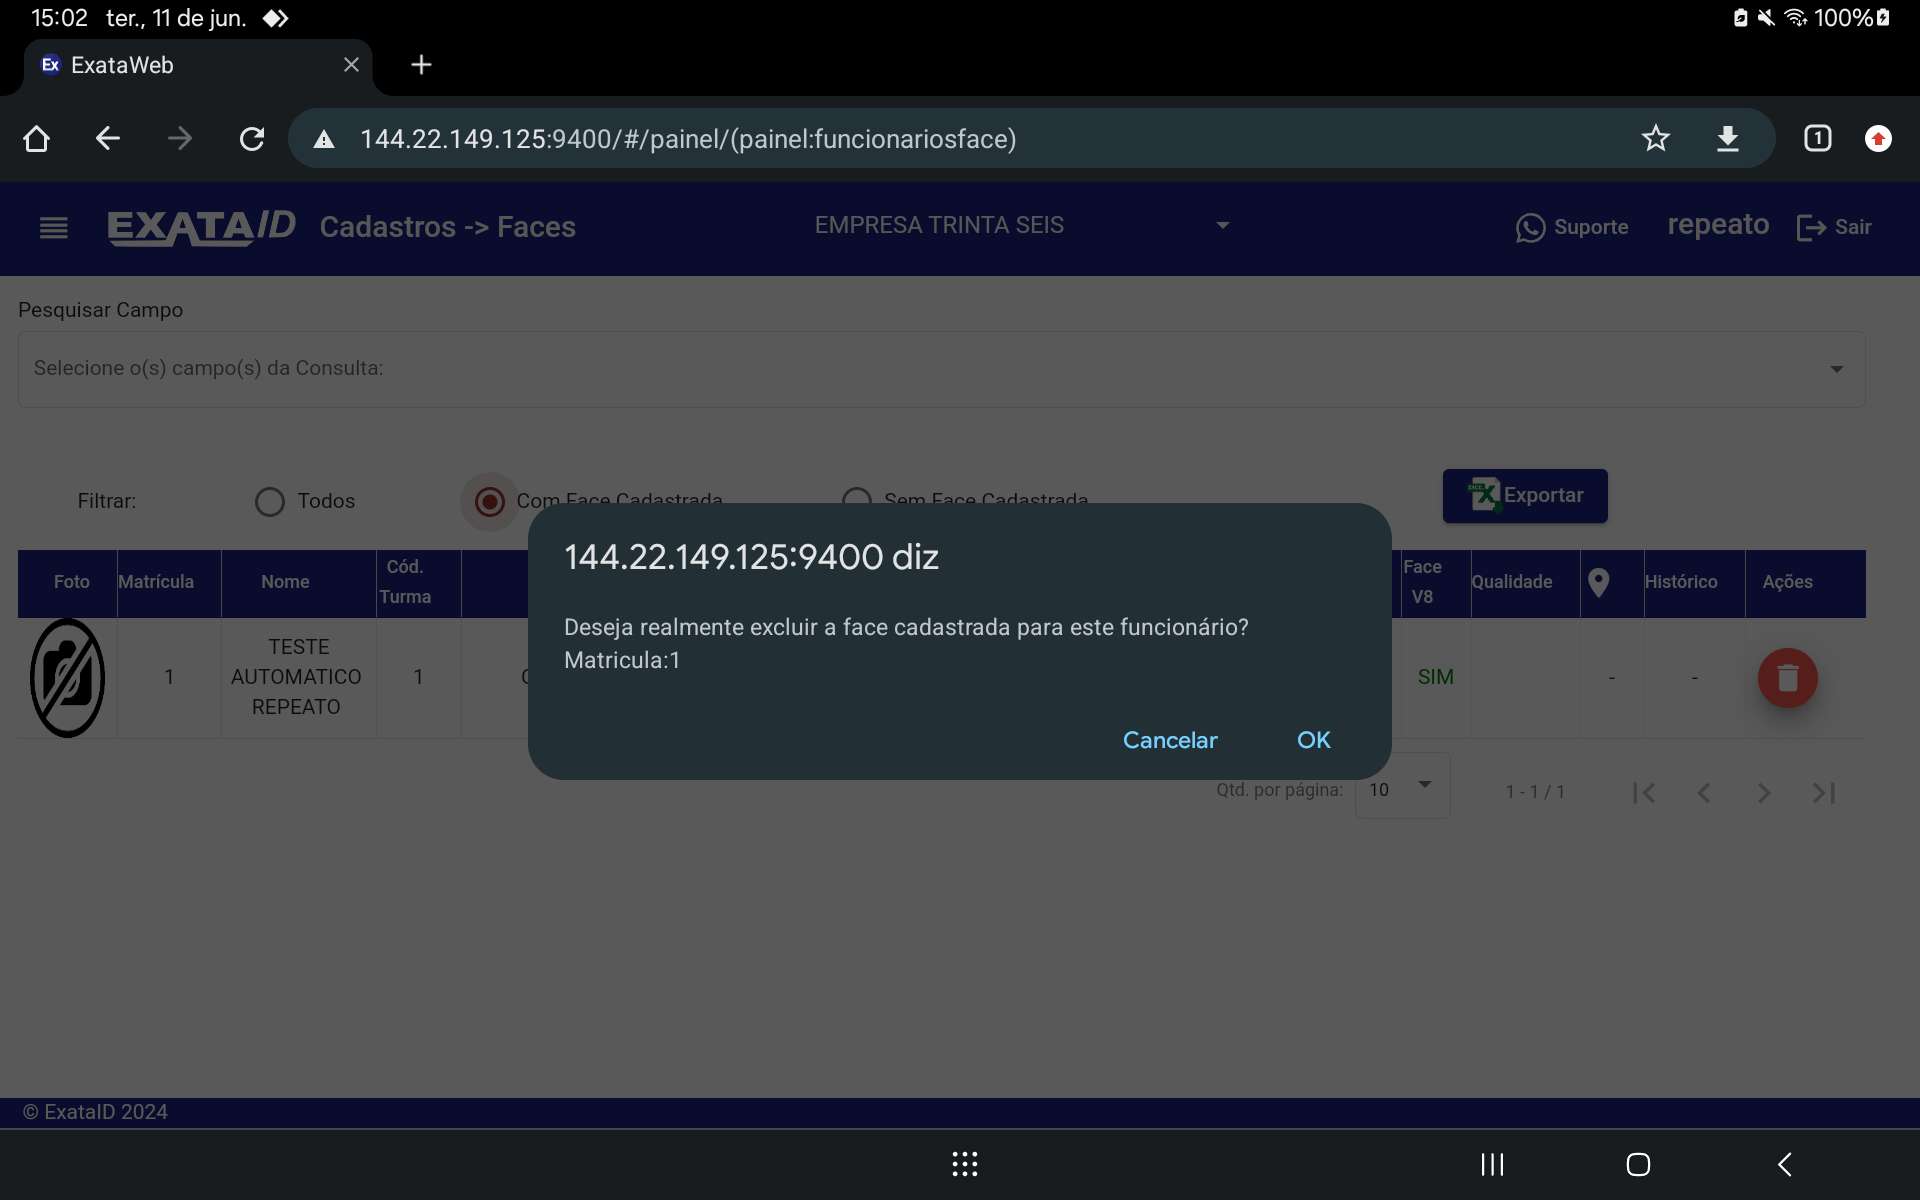 15:02 ter., 11 de jun. 100%
Ex ExataWeb
144.22.149.125:9400/#/painel/(painel:funcionariosface)
1
EXATAID Cadastros -> Faces EMPRESA TRINTA SEIS Suporte repeato Sair
Pesquisar Campo
Selecione o(s) campo(s) da Consulta:
Filtrar: Todos Com Face Cadastrada Sem Face Cadastrada Exportar
Foto Matrícula Nome Cód. Turma Face V8 Qualidade Histórico Ações
1 TESTE AUTOMATICO REPEATO 1 SIM - -
144.22.149.125:9400 diz
Deseja realmente excluir a face cadastrada para este funcionário?
Matricula:1
Cancelar OK
Qtd. por página: 10 1 - 1 / 1
© ExataID 2024